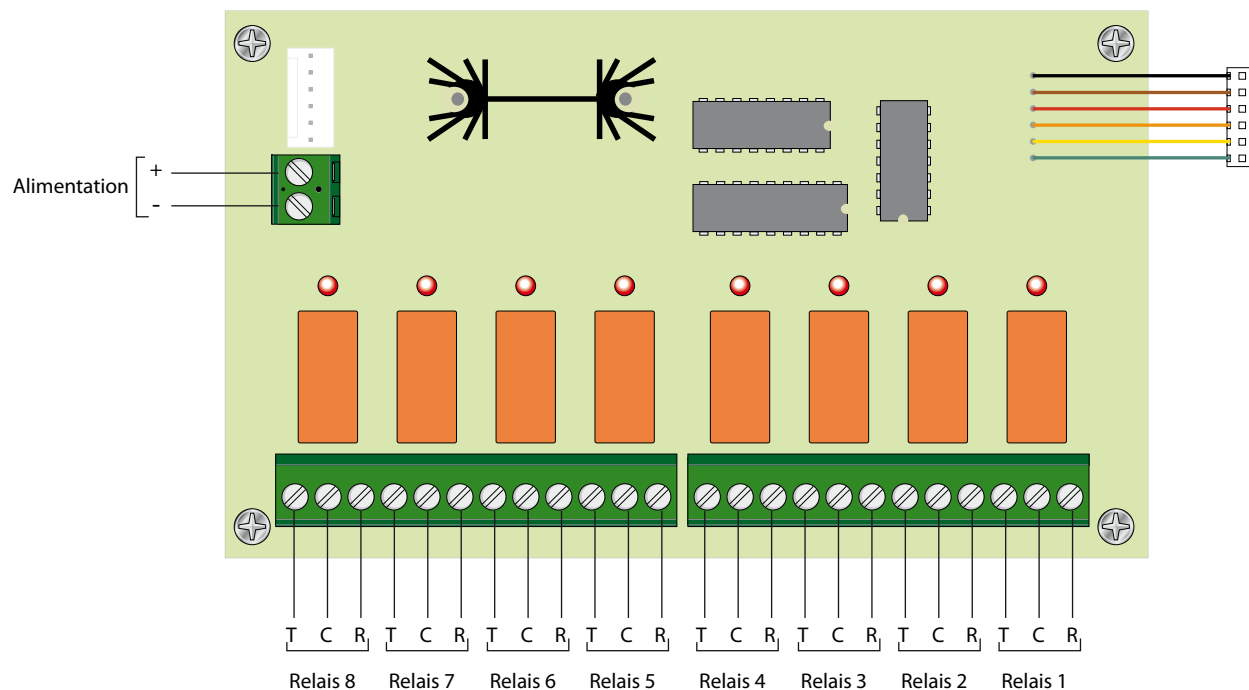 +
Alimentation
-
T C R T C R T C R T C R T C R T C R T C R T C R
Relais 8 Relais 7 Relais 6 Relais 5 Relais 4 Relais 3 Relais 2 Relais 1